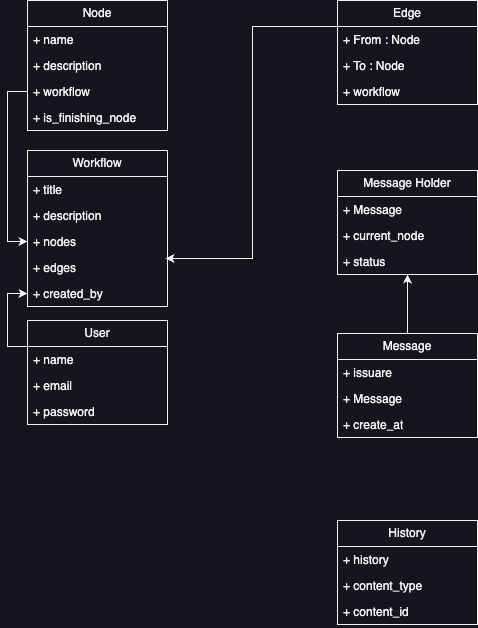 Node
+ name
+ description
+ workflow
+ is_finishing_node
Workflow
+ title
+ description
+ nodes
+ edges
+ created_by
User
+ name
+ email
+ password
Edge
+ From : Node
+ To : Node
+ workflow
Message Holder
+ Message
+ current_node
+ status
Message
+ issuare
+ Message
+ create_at
History
+ history
+ content_type
+ content_id